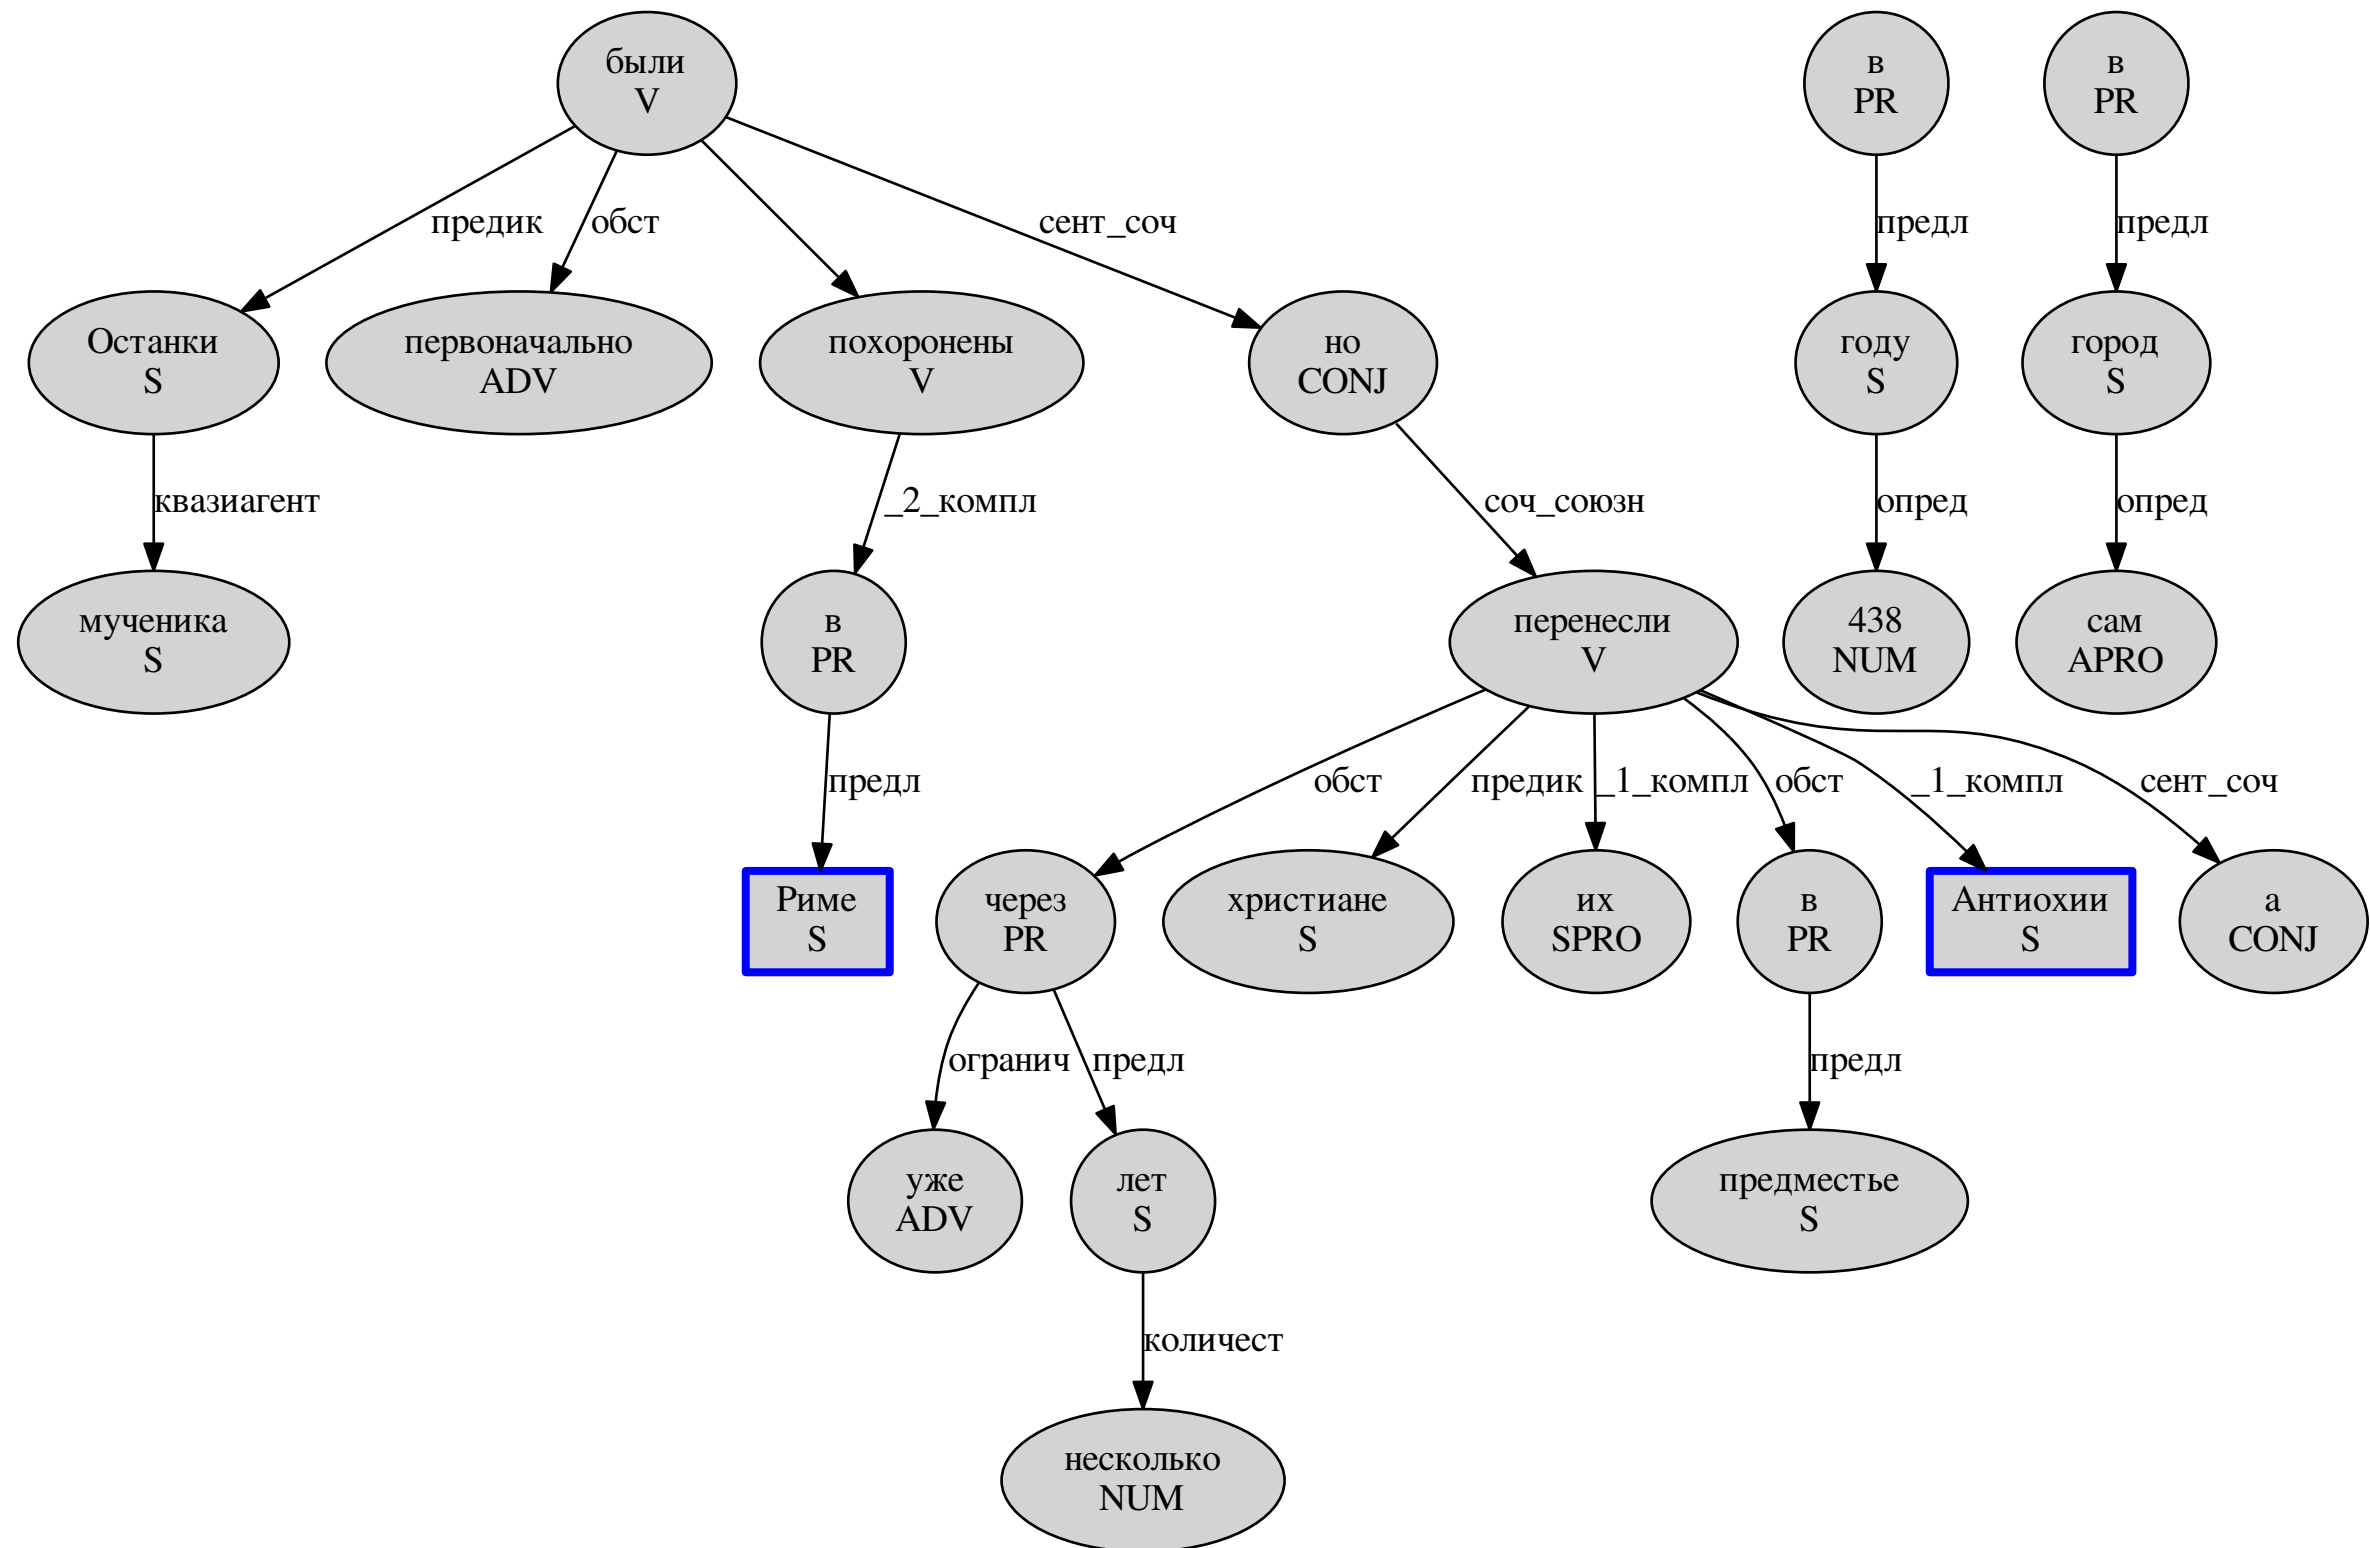 были
V
в
PR
в
PR
предик
обст
сент_соч
предл
предл
Останки
S
первоначально
ADV
похоронены
V
но
CONJ
году
S
город
S
квазиагент
_2_компл
соч_союзн
опред
опред
мученика
S
в
PR
перенесли
V
438
NUM
сам
APRO
предл
обст
предик
_1_компл
обст
_1_компл
сент_соч
Риме
S
через
PR
христиане
S
их
SPRO
в
PR
Антиохии
S
а
CONJ
огранич
предл
предл
уже
ADV
лет
S
предместье
S
количест
несколько
NUM